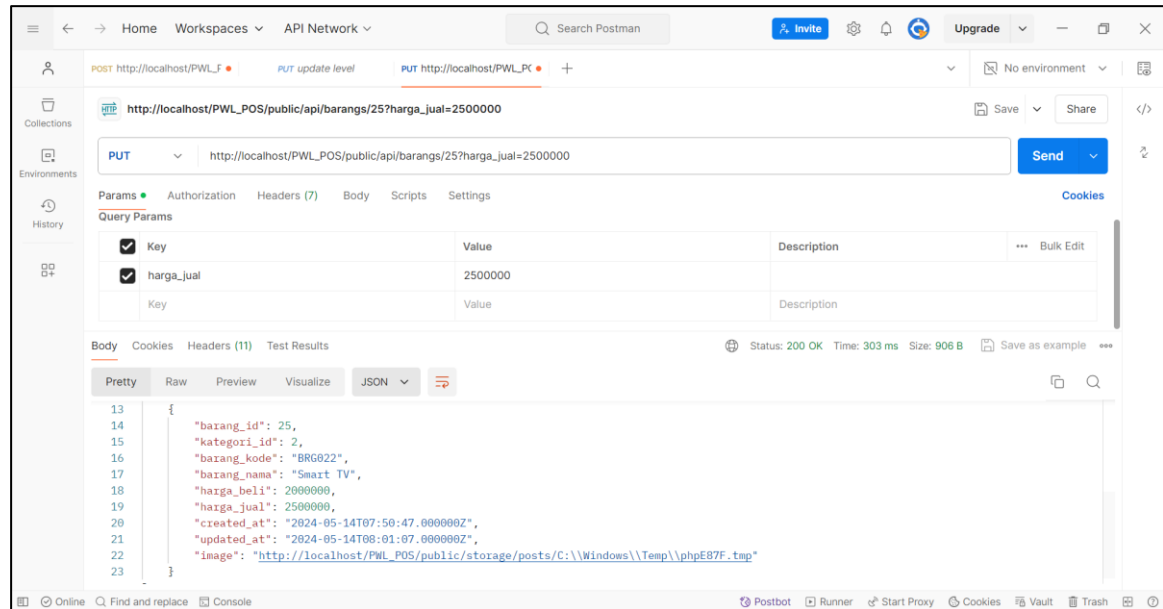 Home Workspaces API Network Search Postman Invite Upgrade
POST http://localhost/PWL_F PUT update level PUT http://localhost/PWL_PC + No environment
HTTP http://localhost/PWL_POS/public/api/barangs/25?harga_jual=2500000 Save Share
Collections
PUT http://localhost/PWL_POS/public/api/barangs/25?harga_jual=2500000 Send
Environments
Params Authorization Headers (7) Body Scripts Settings Cookies
Query Params
History
Key Value Description ••• Bulk Edit
harga_jual 2500000
Key Value Description
Body Cookies Headers (11) Test Results Status: 200 OK Time: 303 ms Size: 906 B Save as example
Pretty Raw Preview Visualize JSON
13 {
14 "barang_id": 25,
15 "kategori_id": 2,
16 "barang_kode": "BRG022",
17 "barang_nama": "Smart TV",
18 "harga_beli": 2000000,
19 "harga_jual": 2500000,
20 "created_at": "2024-05-14T07:50:47.000000Z",
21 "updated_at": "2024-05-14T08:01:07.000000Z",
22 "image": "http://localhost/PWL_POS/public/storage/posts/C:\\Windows\\Temp\\phpE87F.tmp"
23 }
Online Find and replace Console Postbot Runner Start Proxy Cookies Vault Trash